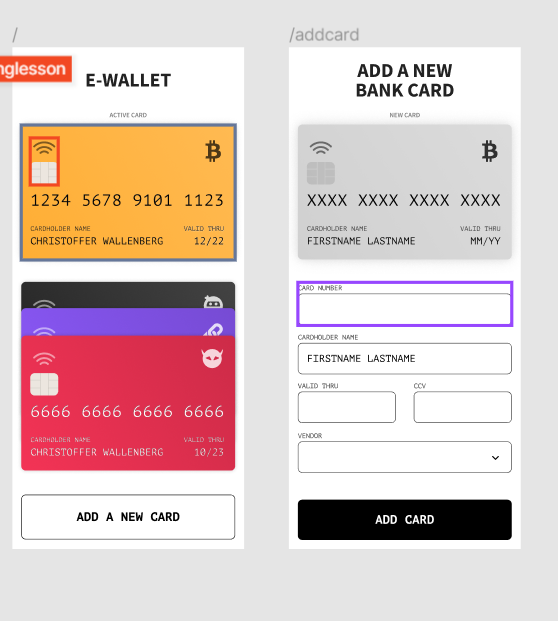 /
nglesson
E-WALLET
ACTIVE CARD
1234 5678 9101 1123
CARDHOLDER NAME VALID THRU
CHRISTOFFER WALLENBERG 12/22
6666 6666 6666 6666
CARDHOLDER NAME VALID THRU
CHRISTOFFER WALLENBERG 10/23
ADD A NEW CARD
/addcard
ADD A NEW
BANK CARD
NEW CARD
XXXX XXXX XXXX XXXX
CARDHOLDER NAME VALID THRU
FIRSTNAME LASTNAME MM/YY
CARD NUMBER
CARDHOLDER NAME
FIRSTNAME LASTNAME
VALID THRU CCV
VENDOR
ADD CARD